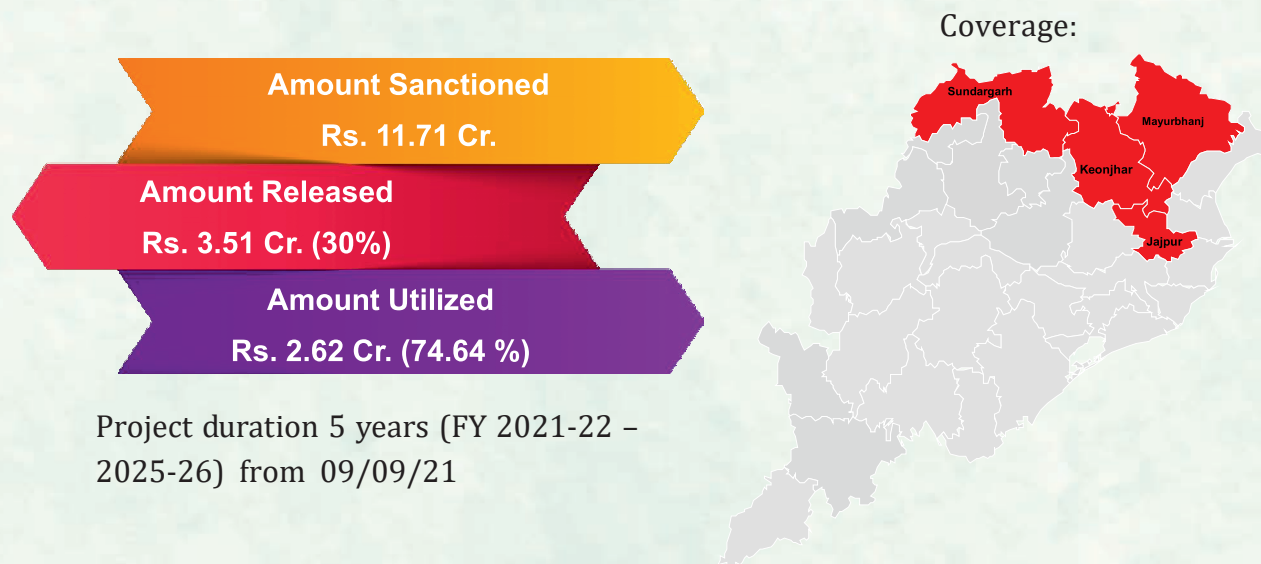 Amount Sanctioned
Rs. 11.71 Cr.
Amount Released
Rs. 3.51 Cr. (30%)
Amount Utilized
Rs. 2.62 Cr. (74.64 %)
Project duration 5 years (FY 2021-22 –
2025-26) from 09/09/21
Coverage:
Sundargarh
Mayurbhanj
Keonjhar
Jajpur